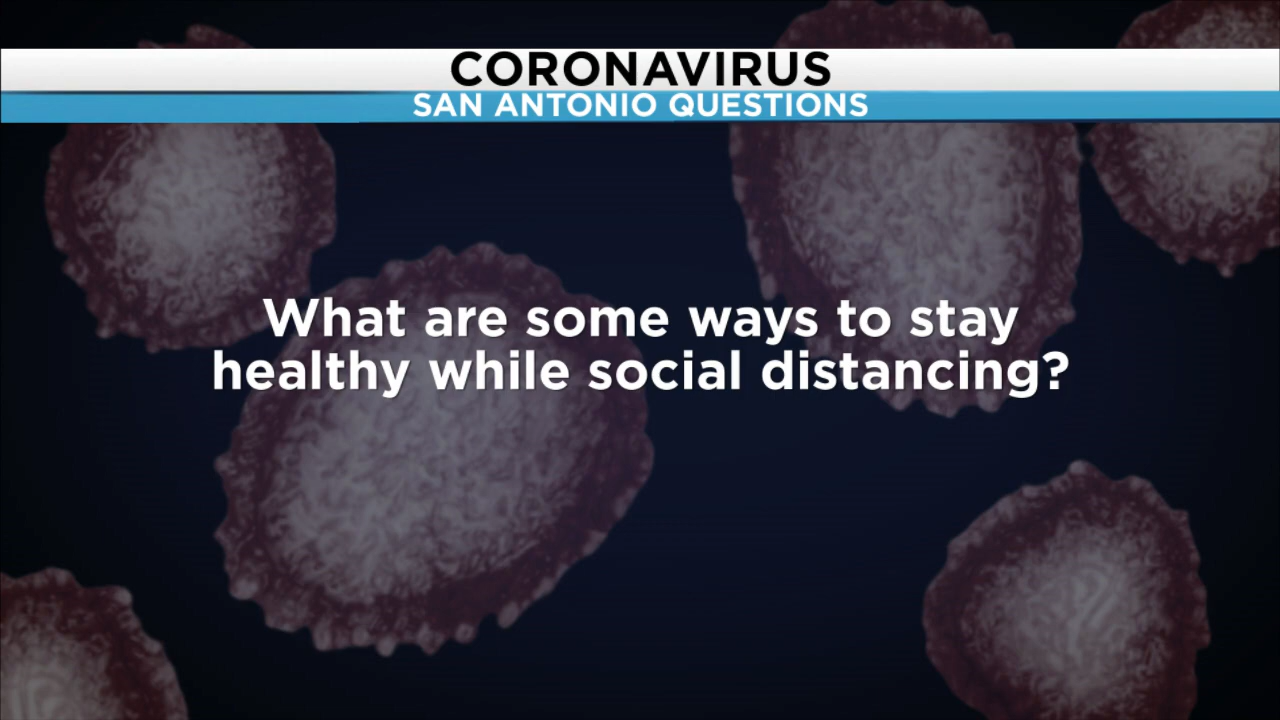 CORONAVIRUS
SAN ANTONIO QUESTIONS
What are some ways to stay
healthy while social distancing?